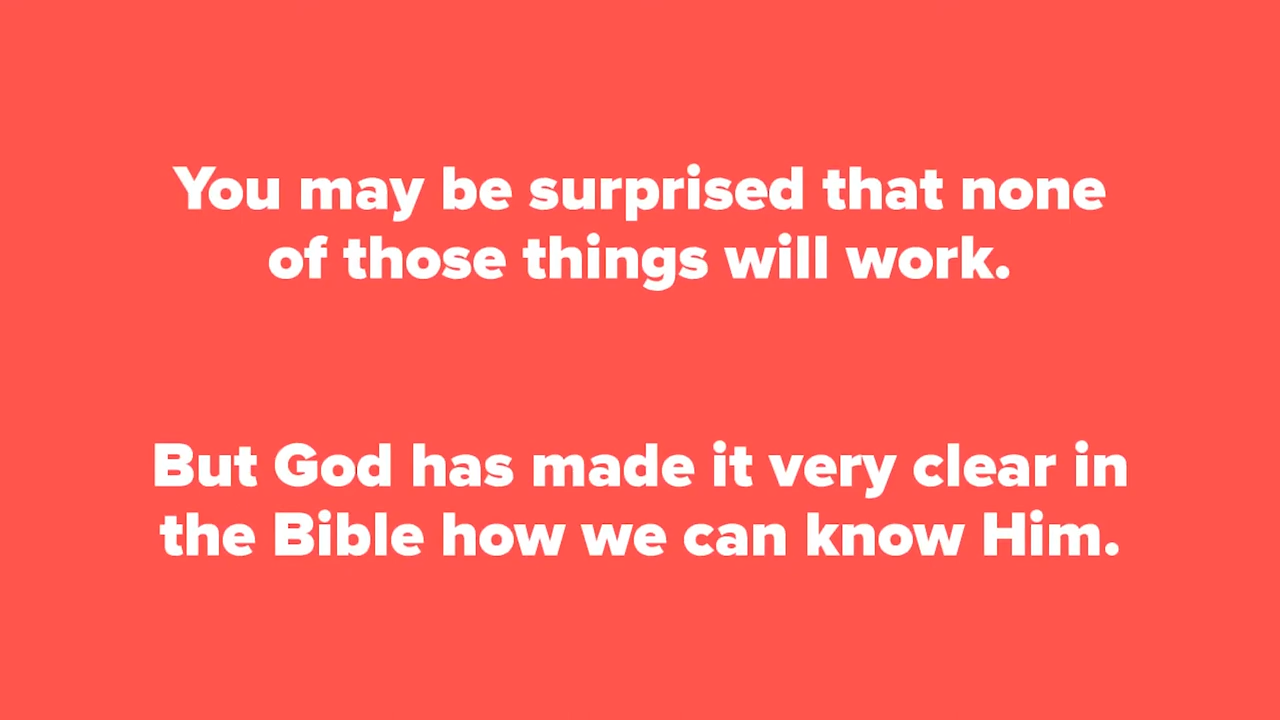 You may be surprised that none
of those things will work.
But God has made it very clear in
the Bible how we can know Him.